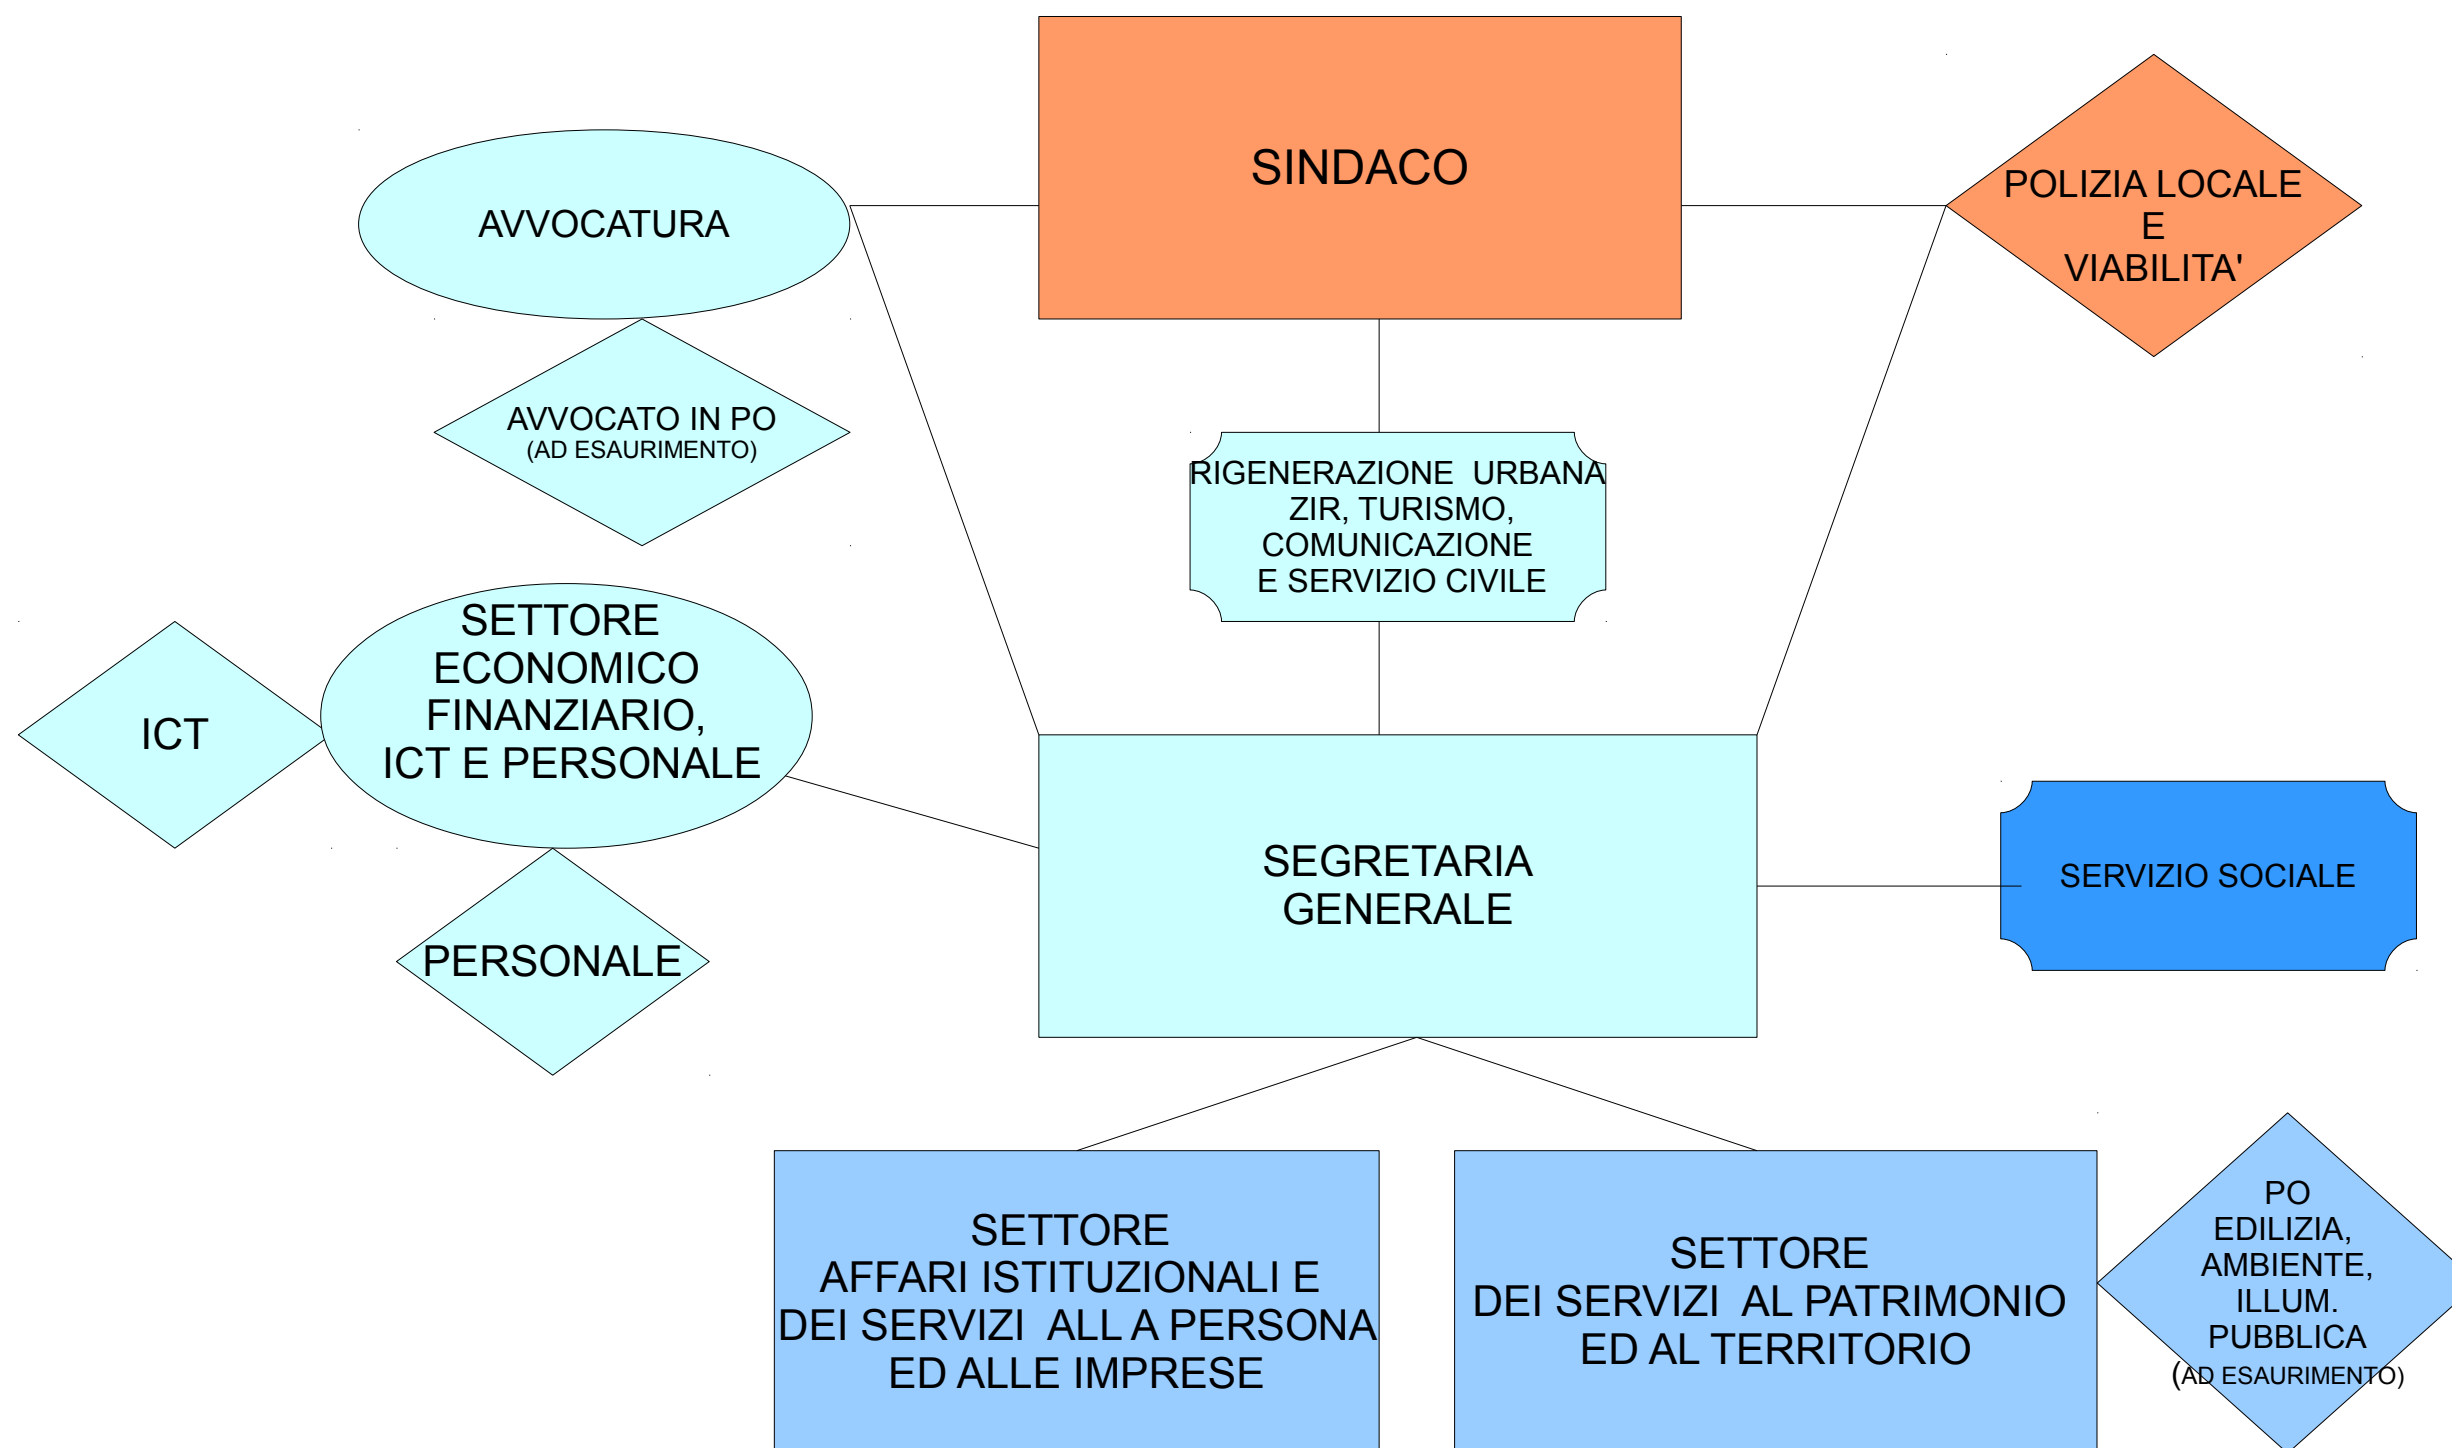 SINDACO
POLIZIA LOCALE
E
VIABILITA'
AVVOCATURA
AVVOCATO IN PO
(AD ESAURIMENTO)
RIGENERAZIONE URBANA
ZIR, TURISMO,
COMUNICAZIONE
E SERVIZIO CIVILE
SETTORE
ECONOMICO
FINANZIARIO,
ICT E PERSONALE
ICT
PERSONALE
SEGRETARIA
GENERALE
SERVIZIO SOCIALE
SETTORE
AFFARI ISTITUZIONALI E
DEI SERVIZI ALL A PERSONA
ED ALLE IMPRESE
SETTORE
DEI SERVIZI AL PATRIMONIO
ED AL TERRITORIO
PO
EDILIZIA,
AMBIENTE,
ILLUM.
PUBBLICA
(AD ESAURIMENTO)